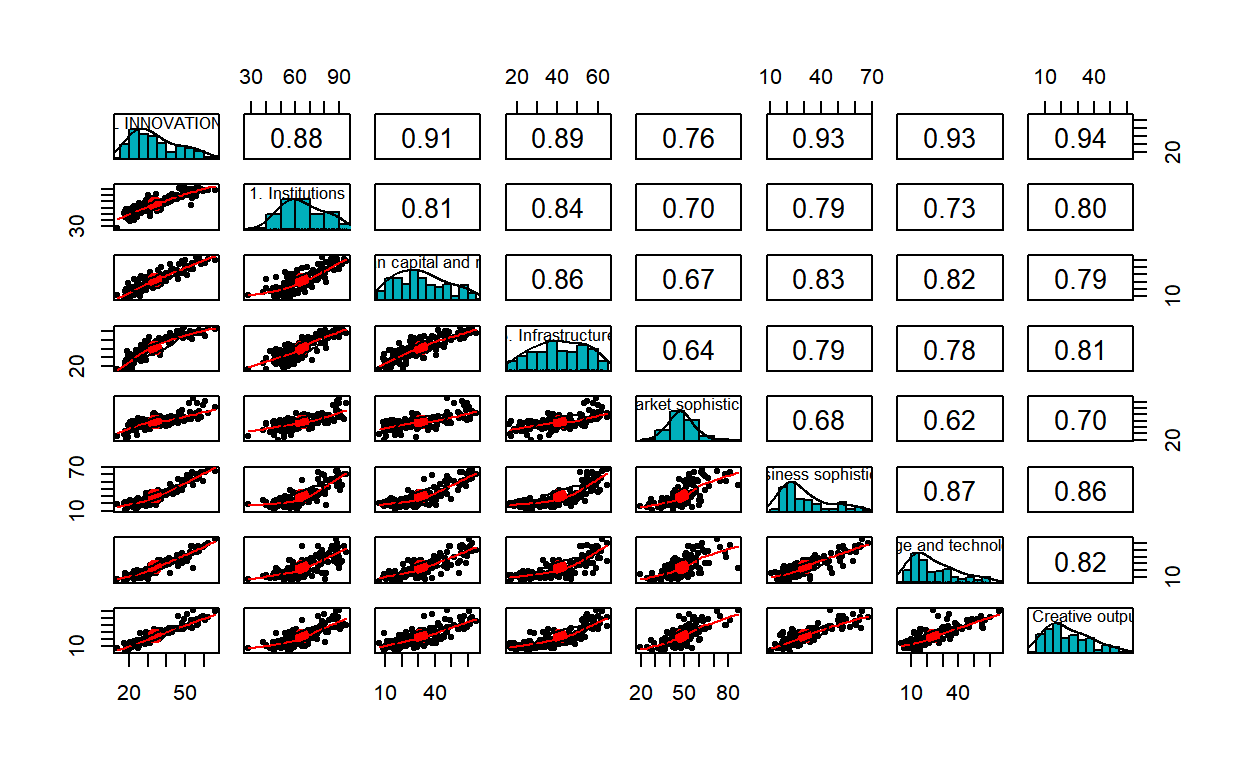 30 60 90 20 40 60 10 40 70 10 40
. INNOVATION 0.88 0.91 0.89 0.76 0.93 0.93 0.94 20
30 1. Institutions 0.81 0.84 0.70 0.79 0.73 0.80
n capital and r 0.86 0.67 0.83 0.82 0.79 10
20 . Infrastructure 0.64 0.79 0.78 0.81
arket sophistic 0.68 0.62 0.70 20
10 70 siness sophistic 0.87 0.86
ge and technol 0.82 10
10 Creative outpu
20 50 10 40 20 50 80 10 40